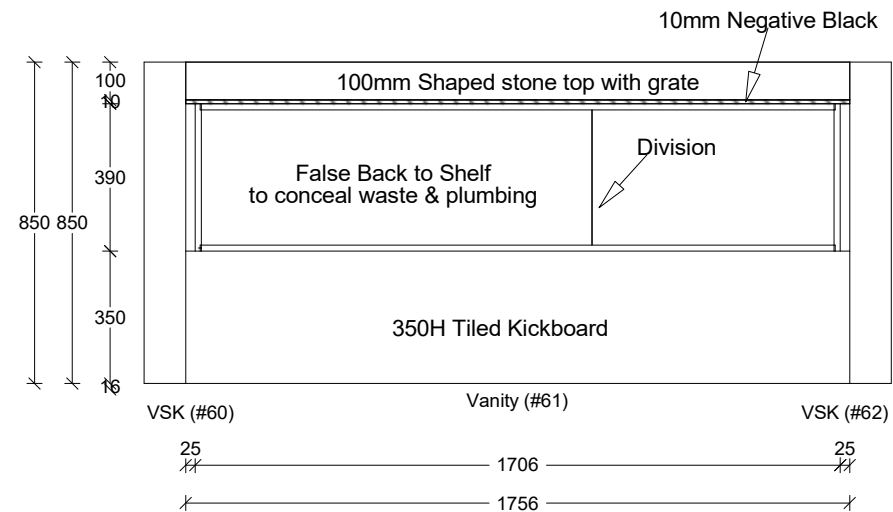 10mm Negative Black
100mm Shaped stone top with grate
100
10
Division
False Back to Shelf
to conceal waste & plumbing
390
850
850
350
350H Tiled Kickboard
16
VSK (#60)
Vanity (#61)
VSK (#62)
25
25
1706
1756